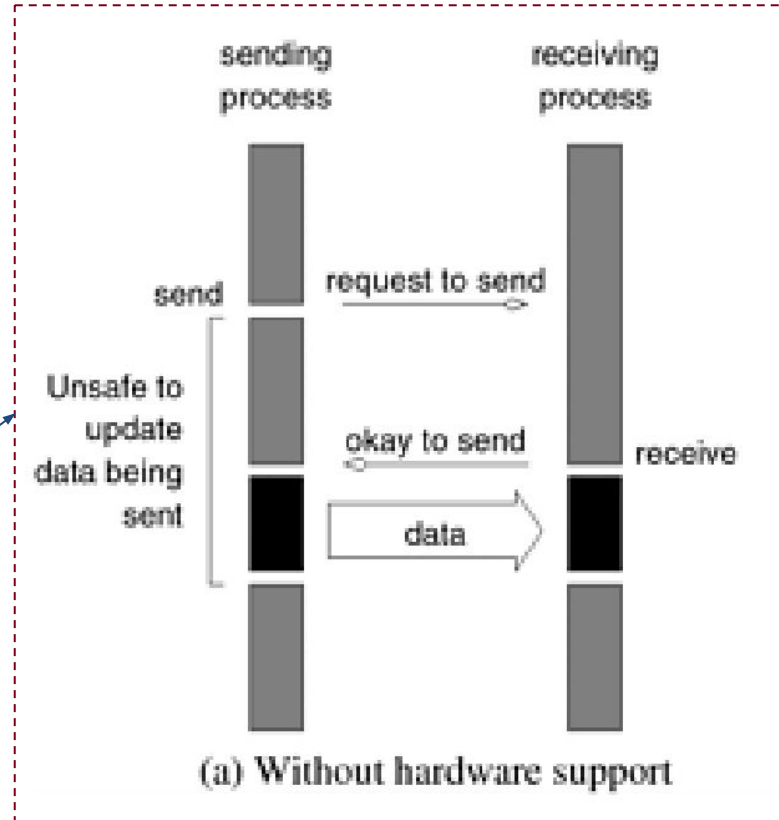 sending
process
receiving
process
send
request to send
Unsafe to
update
data being
sent
okay to send
receive
data
(a) Without hardware support